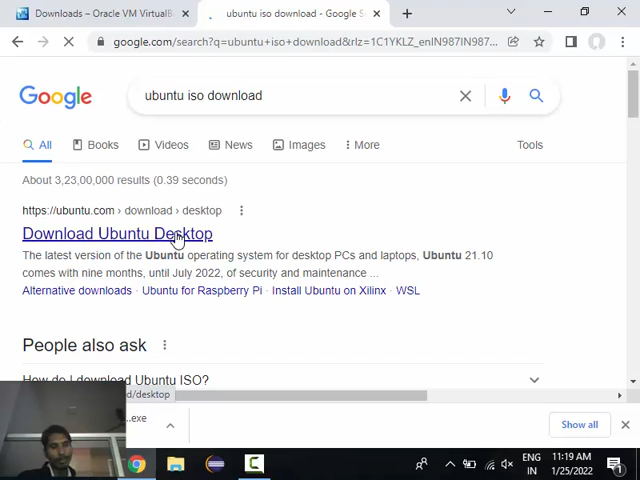 Downloads – Oracle VM VirtualB
ubuntu iso download - Google S
google.com/search?q=ubuntu+iso+download&rlz=1C1YKLZ_enIN987IN987...
Google
ubuntu iso download
All
Books
Videos
News
Images
More
Tools
About 3,23,00,000 results (0.39 seconds)
https://ubuntu.com › download › desktop
Download Ubuntu Desktop
The latest version of the Ubuntu operating system for desktop PCs and laptops, Ubuntu 21.10
comes with nine months, until July 2022, of security and maintenance ...
Alternative downloads · Ubuntu for Raspberry Pi · Install Ubuntu on Xilinx · WSL
People also ask
How do I download Ubuntu ISO?
d/desktop
...exe
Show all
ENG
IN
11:19 AM
1/25/2022